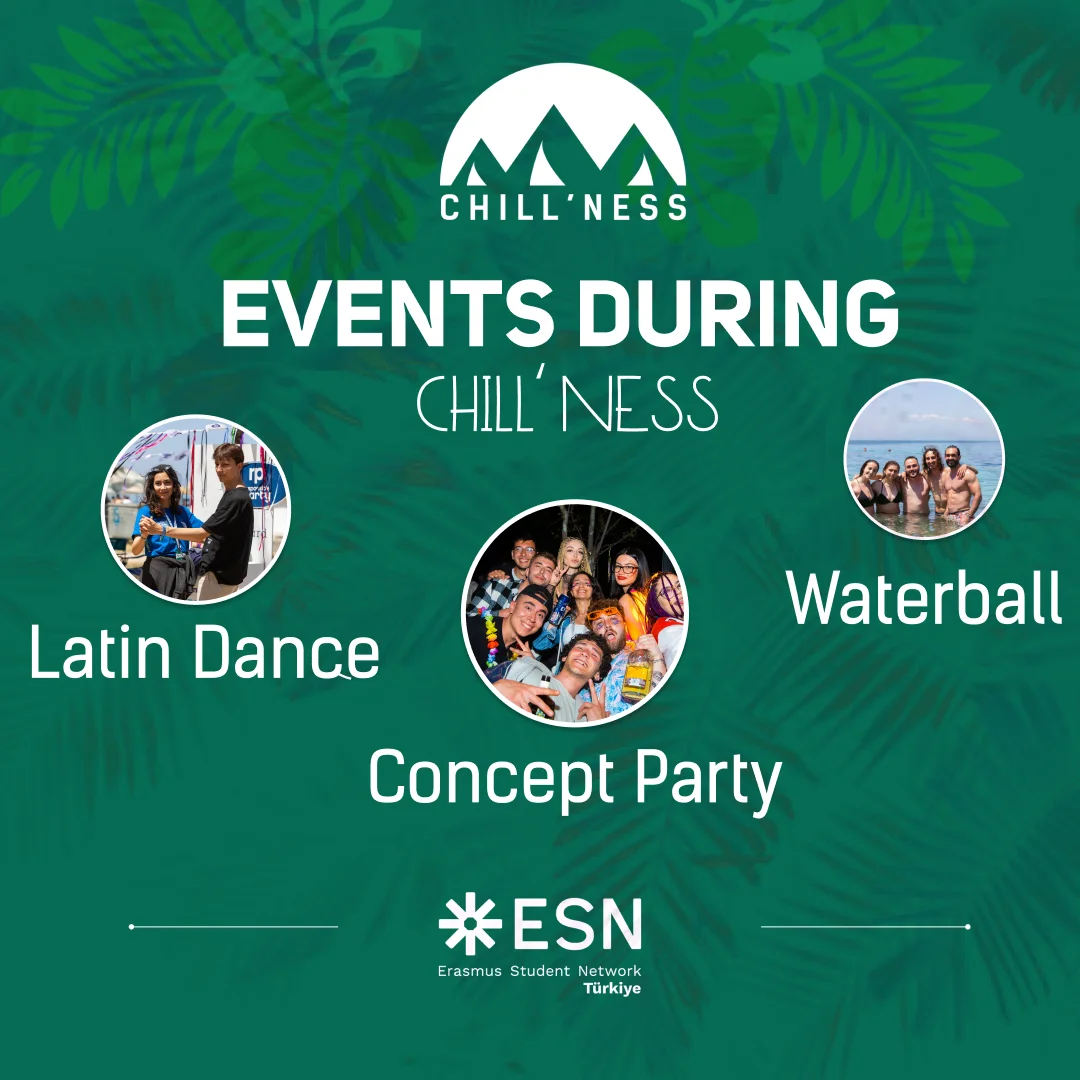 CHILL'NESS
EVENTS DURING
CHILL'NESS
Latin Dance
Concept Party
Waterball
ESN
Erasmus Student Network
Türkiye